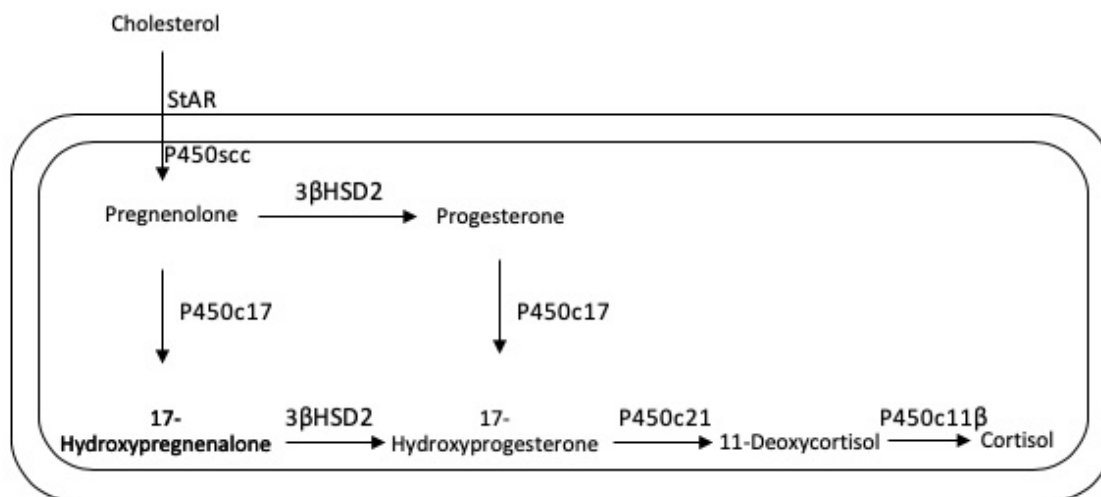 Cholesterol
StAR
P450scc
3βHSD2
Pregnenolone
Progesterone
P450c17
P450c17
17-
Hydroxypregnenalone
3βHSD2
17-
Hydroxyprogesterone
P450c21
11-Deoxycortisol
P450c11β
Cortisol